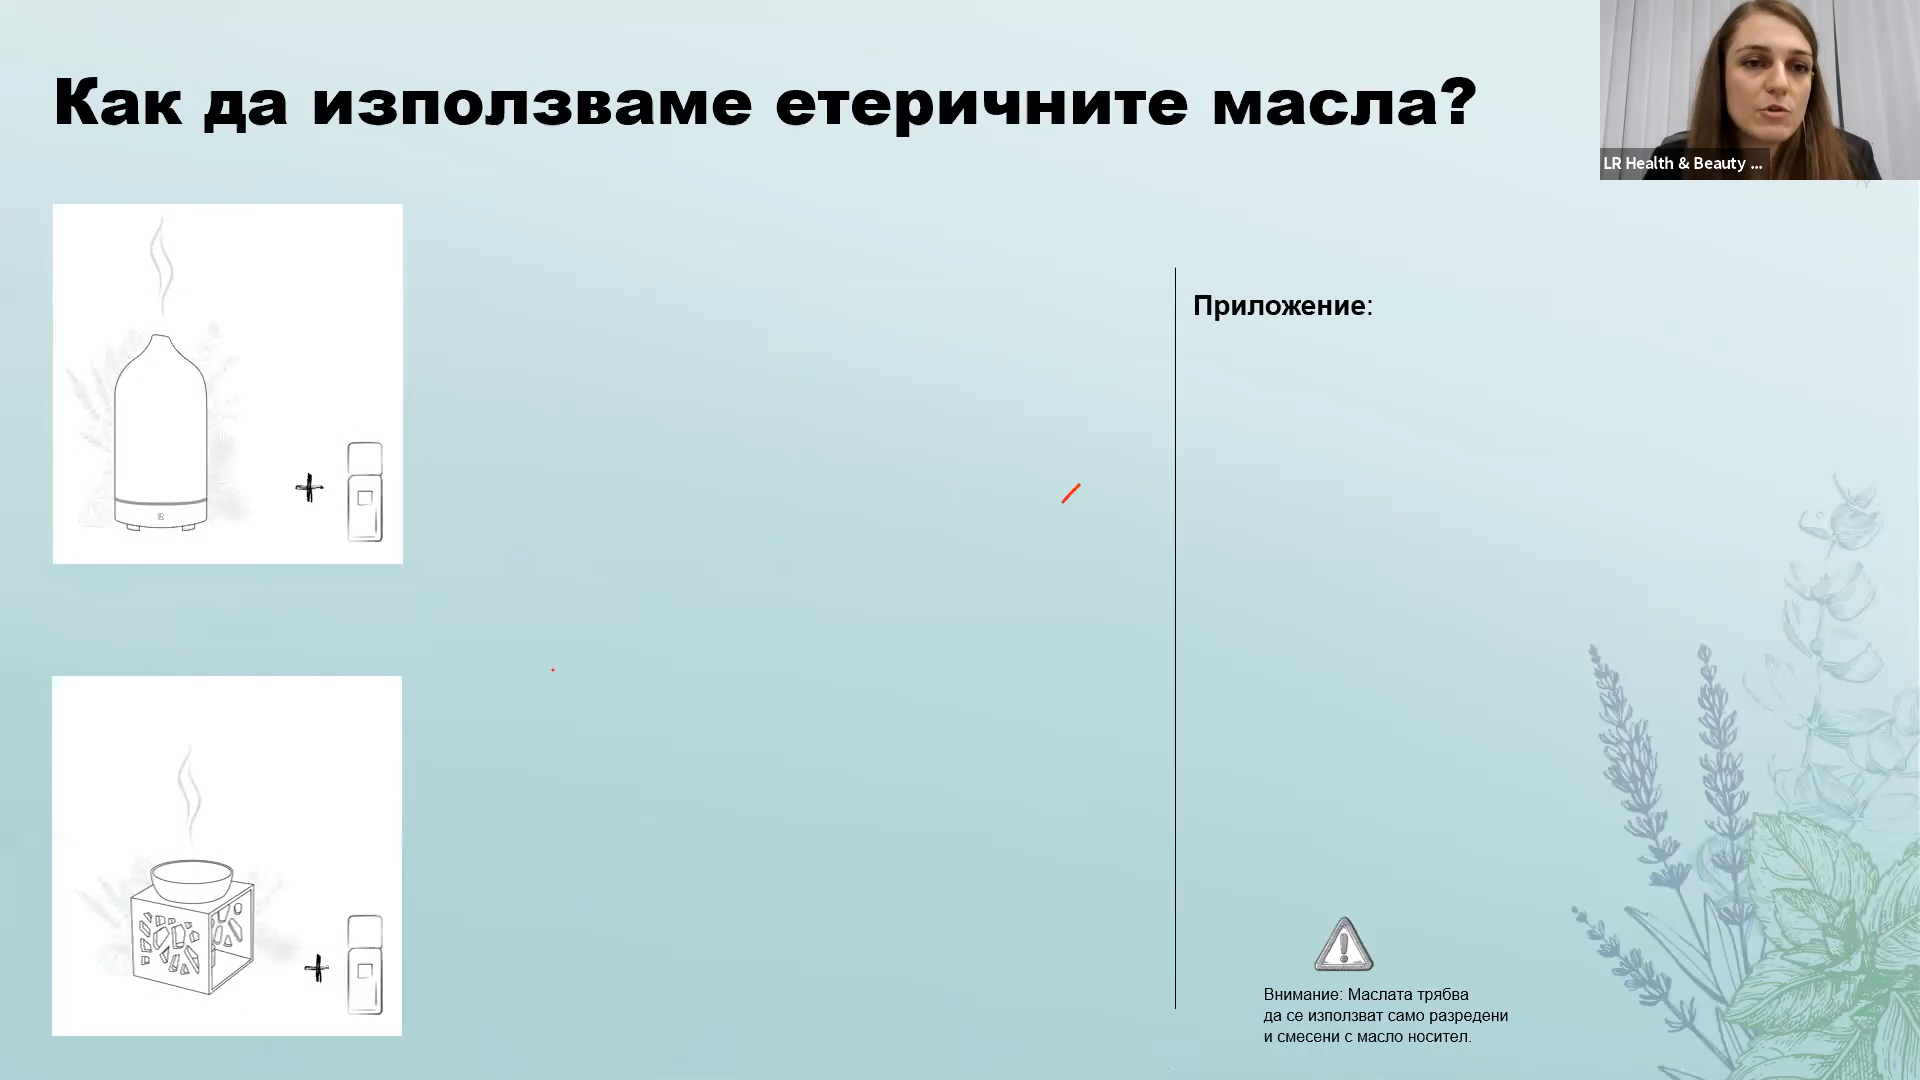 Как да използваме етеричните масла?
LR Health & Beauty ...
Приложение:
Внимание: Маслата трябва
да се използват само разредени
и смесени с масло носител.